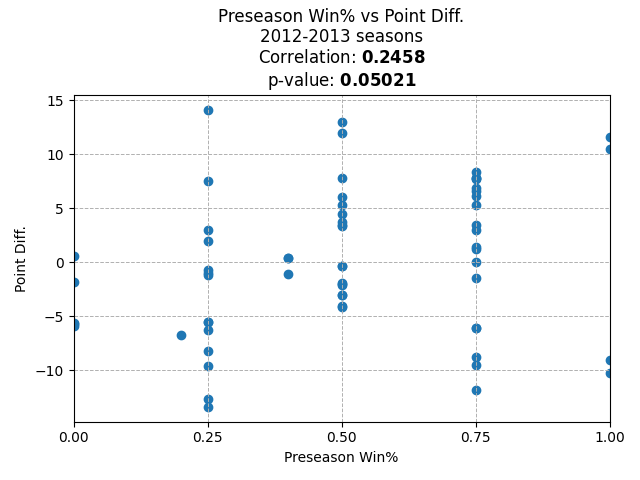 Preseason Win% vs Point Diff.
2012-2013 seasons
Correlation: 0.2458
p-value: 0.05021
15
10
5
0
−5
−10
Point Diff.
0.00 0.25 0.50 0.75 1.00
Preseason Win%